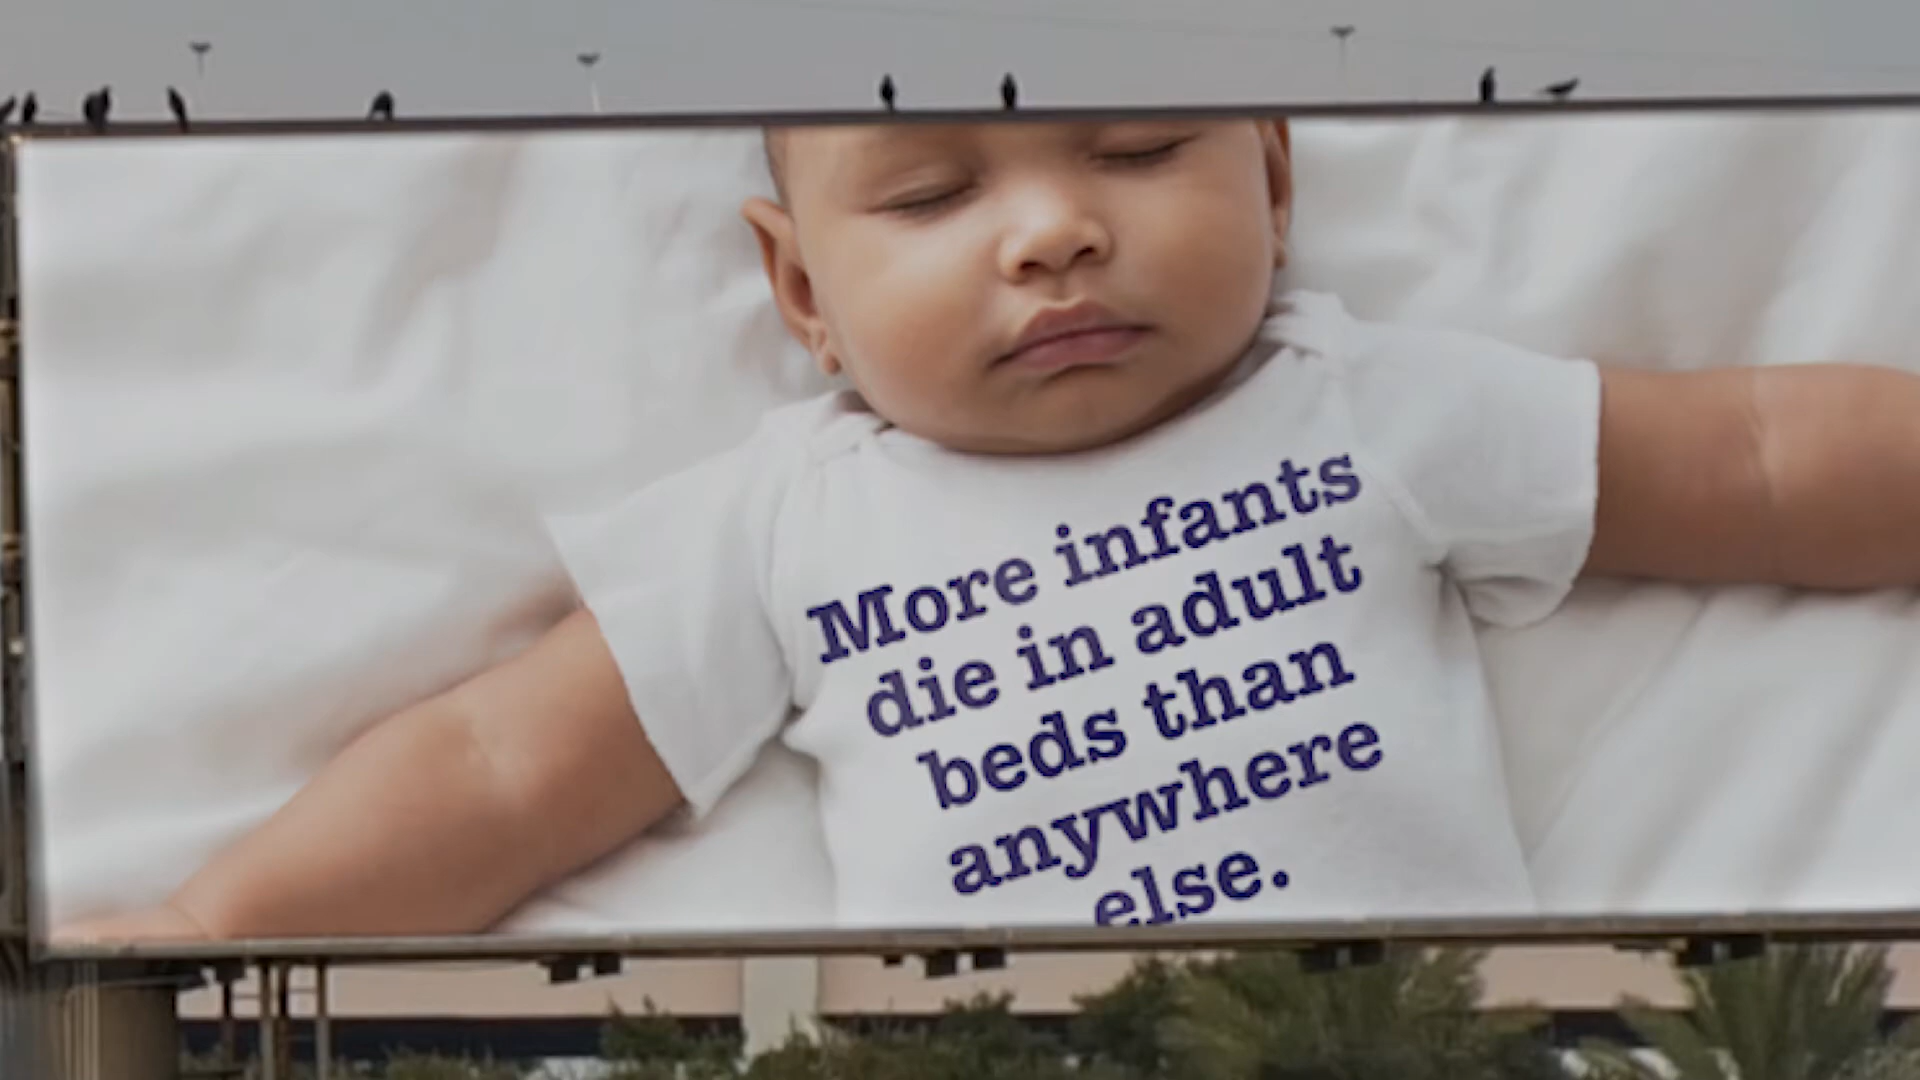 More infants
die in adult
beds than
anywhere
else.